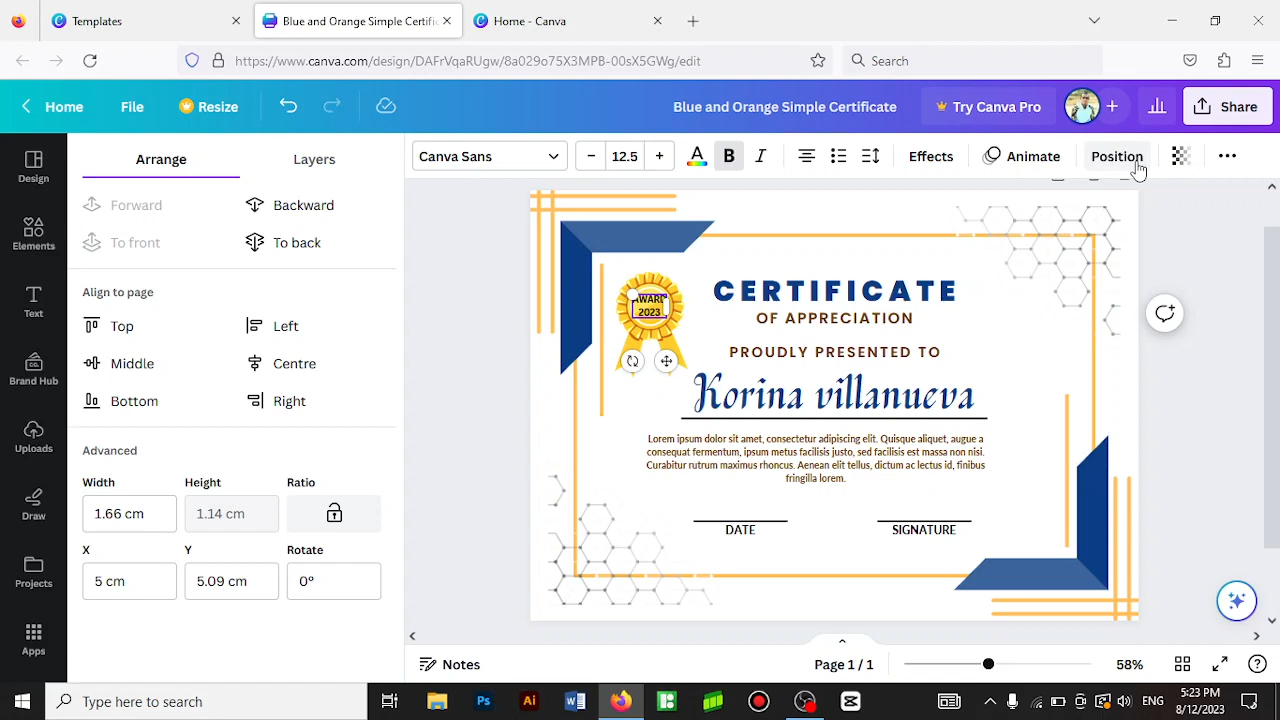 Templates
Blue and Orange Simple Certific
Home - Canva
https://www.canva.com/design/DAFrVqaRUgw/8a029o75X3MPB-00sX5GWg/edit
Search
Home
File
Resize
Blue and Orange Simple Certificate
Try Canva Pro
Share
Design
Elements
Text
Brand Hub
Uploads
Draw
Projects
Apps
Arrange
Layers
Forward
Backward
To front
To back
Align to page
Top
Left
Middle
Centre
Bottom
Right
Advanced
Width
Height
Ratio
1.66 cm
1.14 cm
X
Y
Rotate
5 cm
5.09 cm
0°
Canva Sans
− 12.5 +
A
B
I
Effects
Animate
Position
AWARD
2023
CERTIFICATE
OF APPRECIATION
PROUDLY PRESENTED TO
Korina villanueva
Lorem ipsum dolor sit amet, consectetur adipiscing elit. Quisque aliquet, augue a
consequat fermentum, ipsum metus facilisis justo, sed facilisis est massa non nisi.
Curabitur rutrum maximus rhoncus. Aenean elit tellus, dictum ac lectus id, finibus
fringilla lorem.
DATE
SIGNATURE
Notes
Page 1 / 1
58%
Type here to search
Ps
Ai
ENG
5:23 PM
8/12/2023